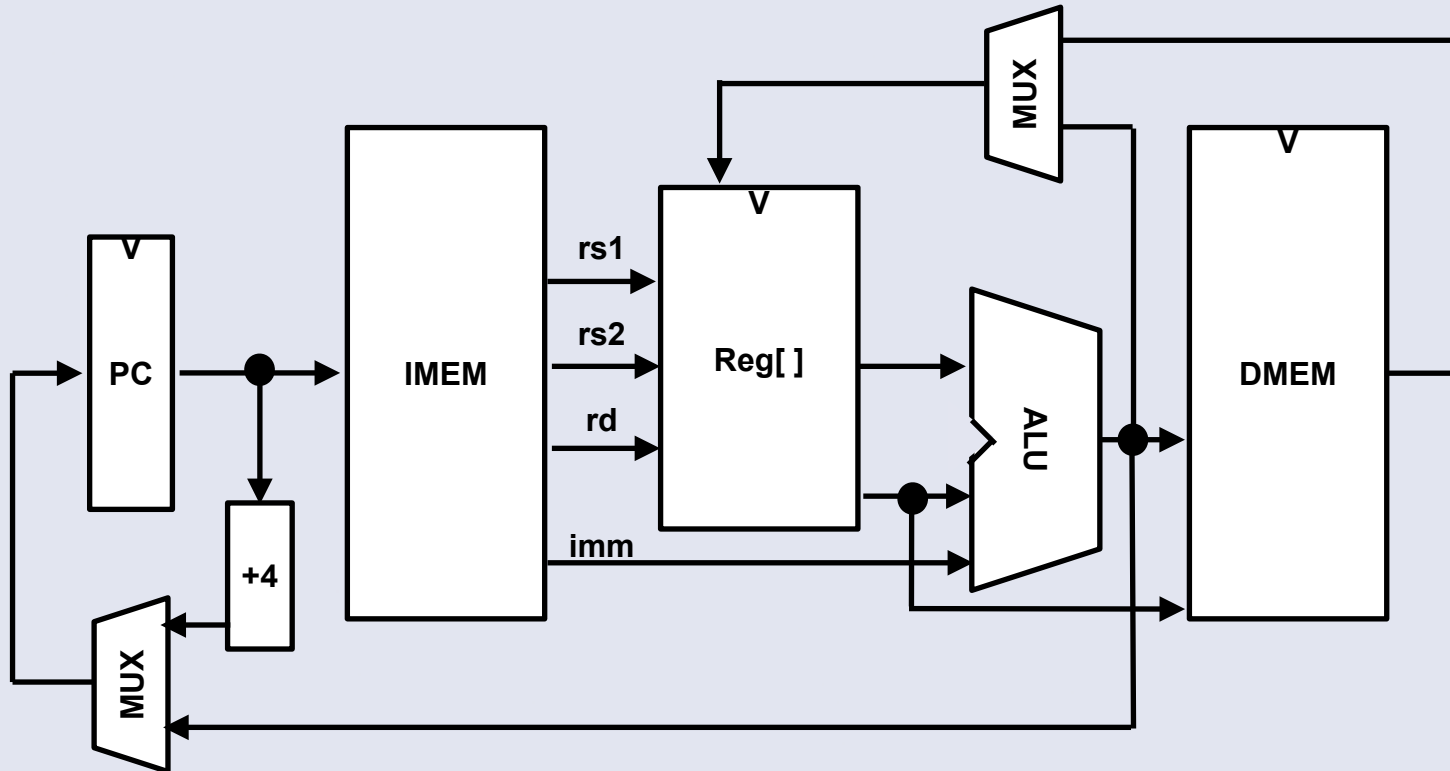 MUX
V
V
V
rs1
rs2
Reg[ ]
PC
IMEM
DMEM
rd
ALU
imm
+4
MUX